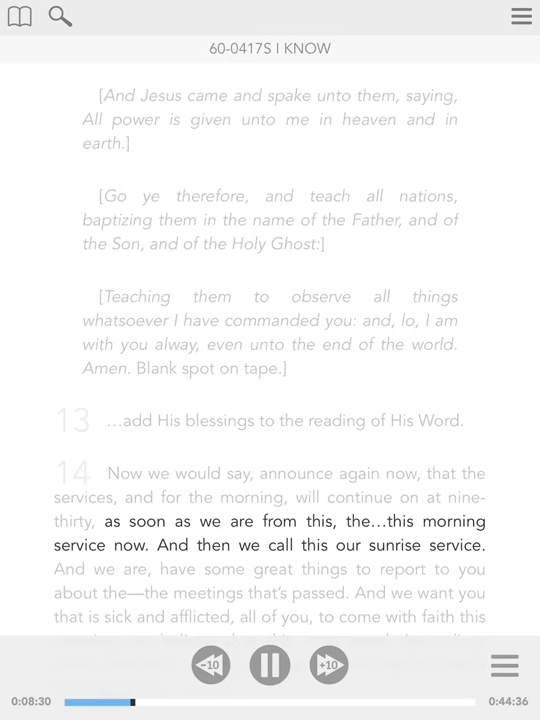 60-0417S I KNOW
[And Jesus came and spake unto them, saying,
All power is given unto me in heaven and in
earth.]
[Go ye therefore, and teach all nations,
baptizing them in the name of the Father, and of
the Son, and of the Holy Ghost:]
[Teaching them to observe all things
whatsoever I have commanded you: and, lo, I am
with you alway, even unto the end of the world.
Amen. Blank spot on tape.]
13 …add His blessings to the reading of His Word.
14 Now we would say, announce again now, that the
services, and for the morning, will continue on at nine-
thirty, as soon as we are from this, the…this morning
service now. And then we call this our sunrise service.
And we are, have some great things to report to you
about the—the meetings that's passed. And we want you
that is sick and afflicted, all of you, to come with faith this
-10
+10
0:08:30
0:44:36